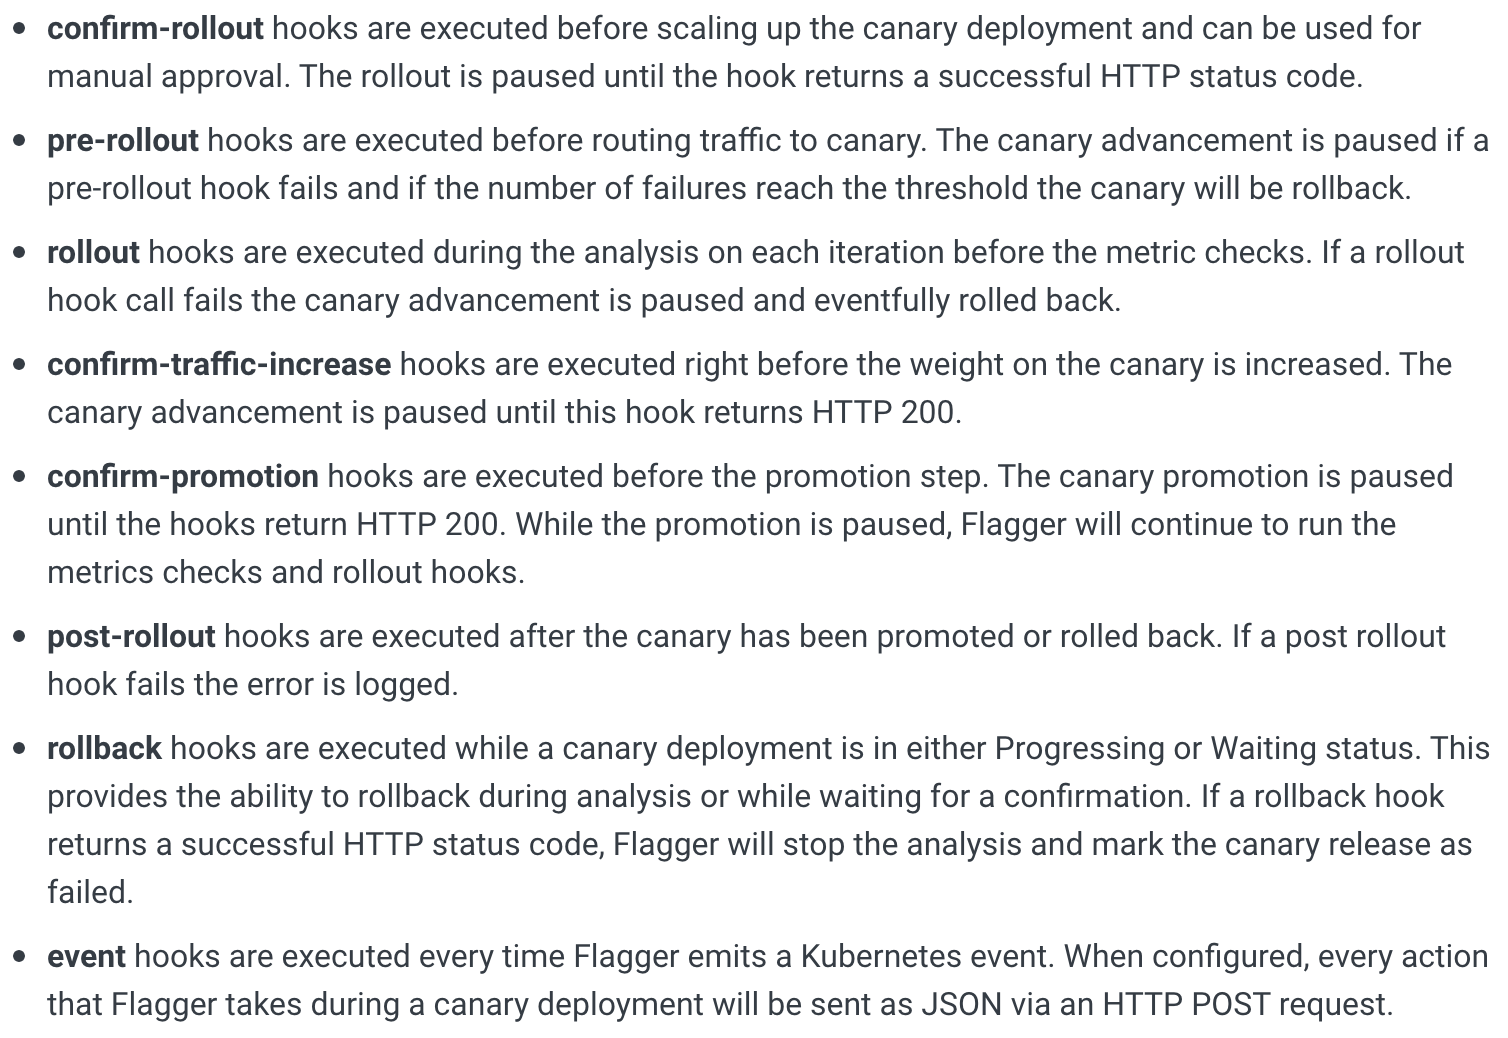 • confirm-rollout hooks are executed before scaling up the canary deployment and can be used for
manual approval. The rollout is paused until the hook returns a successful HTTP status code.
• pre-rollout hooks are executed before routing traffic to canary. The canary advancement is paused if a
pre-rollout hook fails and if the number of failures reach the threshold the canary will be rollback.
• rollout hooks are executed during the analysis on each iteration before the metric checks. If a rollout
hook call fails the canary advancement is paused and eventfully rolled back.
• confirm-traffic-increase hooks are executed right before the weight on the canary is increased. The
canary advancement is paused until this hook returns HTTP 200.
• confirm-promotion hooks are executed before the promotion step. The canary promotion is paused
until the hooks return HTTP 200. While the promotion is paused, Flagger will continue to run the
metrics checks and rollout hooks.
• post-rollout hooks are executed after the canary has been promoted or rolled back. If a post rollout
hook fails the error is logged.
• rollback hooks are executed while a canary deployment is in either Progressing or Waiting status. This
provides the ability to rollback during analysis or while waiting for a confirmation. If a rollback hook
returns a successful HTTP status code, Flagger will stop the analysis and mark the canary release as
failed.
• event hooks are executed every time Flagger emits a Kubernetes event. When configured, every action
that Flagger takes during a canary deployment will be sent as JSON via an HTTP POST request.